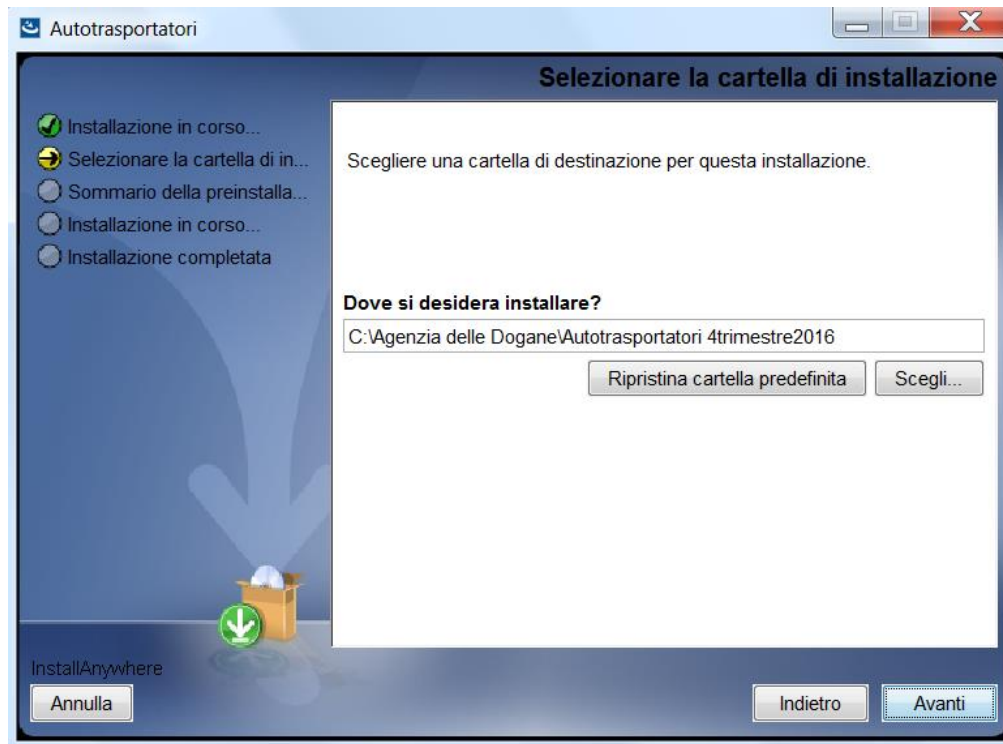 Autotrasportatori
Selezionare la cartella di installazione
Installazione in corso...
Selezionare la cartella di in...
Sommario della preinstalla...
Installazione in corso...
Installazione completata
Scegliere una cartella di destinazione per questa installazione.
Dove si desidera installare?
C:\Agenzia delle Dogane\Autotrasportatori 4trimestre2016
Ripristina cartella predefinita
Scegli...
InstallAnywhere
Annulla
Indietro
Avanti